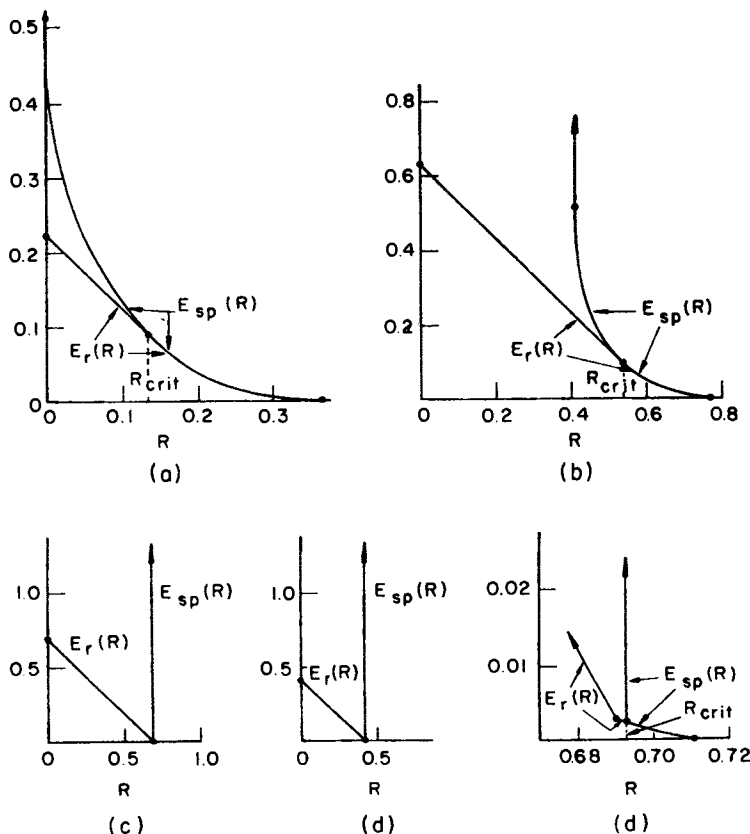 0.5
0.4
0.3
0.2
0.1
0
E_sp(R)
E_r(R)
R_crit
0 0.1 0.2 0.3
R
(a)
0.8
0.6
0.4
0.2
E_sp(R)
E_r(R)
R_crit
0 0.2 0.4 0.6 0.8
R
(b)
1.0
0.5
E_sp(R)
E_r(R)
0 0.5 1.0
R
(c)
1.0
0.5
E_sp(R)
E_r(R)
0 0.5
R
(d)
0.02
0.01
E_sp(R)
E_r(R)
R_crit
0.68 0.70 0.72
R
(d)